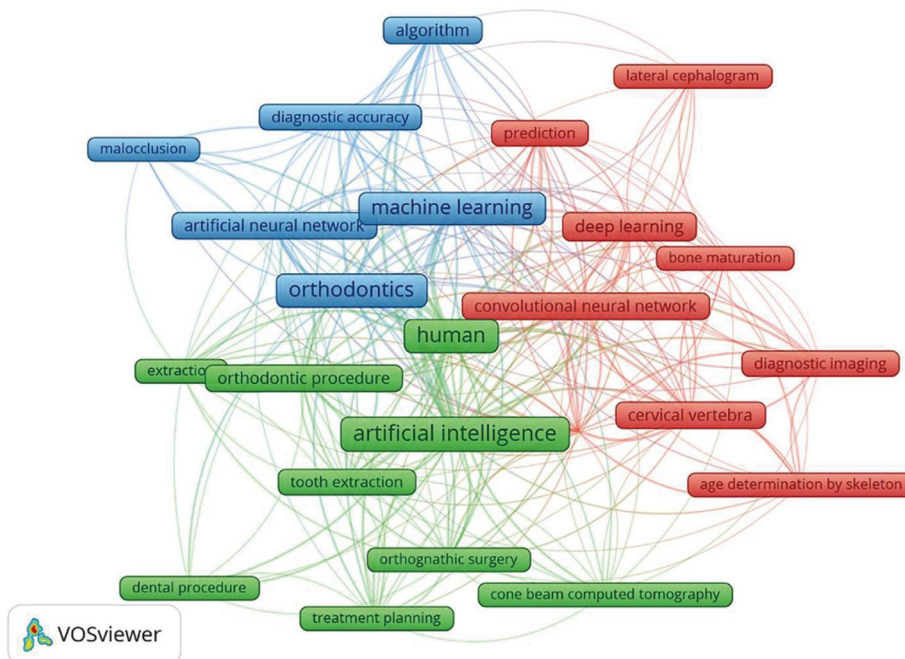 algorithm
lateral cephalogram
diagnostic accuracy
prediction
malocclusion
machine learning
artificial neural network
deep learning
bone maturation
orthodontics
convolutional neural network
human
extraction
orthodontic procedure
diagnostic imaging
cervical vertebra
artificial intelligence
tooth extraction
age determination by skeleton
orthognathic surgery
dental procedure
cone beam computed tomography
treatment planning
VOSviewer